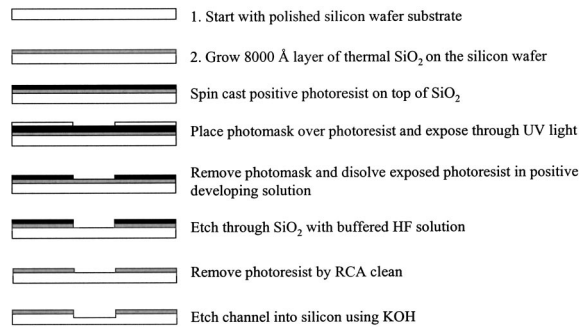 1. Start with polished silicon wafer substrate
2. Grow 8000 Å layer of thermal SiO₂ on the silicon wafer
Spin cast positive photoresist on top of SiO₂
Place photomask over photoresist and expose through UV light
Remove photomask and disolve exposed photoresist in positive
developing solution
Etch through SiO₂ with buffered HF solution
Remove photoresist by RCA clean
Etch channel into silicon using KOH